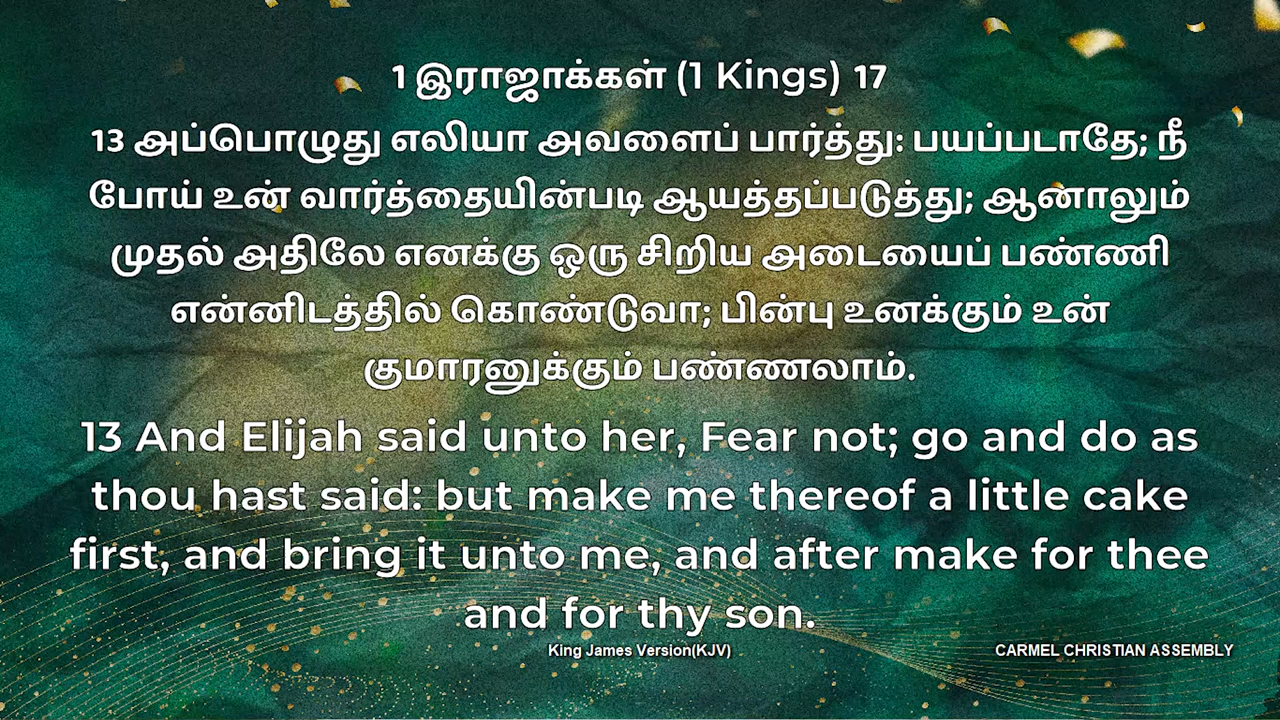 1 இராஜாக்கள் (1 Kings) 17
13 அப்பொழுது எலியா அவளைப் பார்த்து: பயப்படாதே; நீ
போய் உன் வார்த்தையின்படி ஆயத்தப்படுத்து; ஆனாலும்
முதல் அதிலே எனக்கு ஒரு சிறிய அடையைப் பண்ணி
என்னிடத்தில் கொண்டுவா; பின்பு உனக்கும் உன்
குமாரனுக்கும் பண்ணலாம்.
13 And Elijah said unto her, Fear not; go and do as
thou hast said: but make me thereof a little cake
first, and bring it unto me, and after make for thee
and for thy son.
King James Version(KJV)
CARMEL CHRISTIAN ASSEMBLY